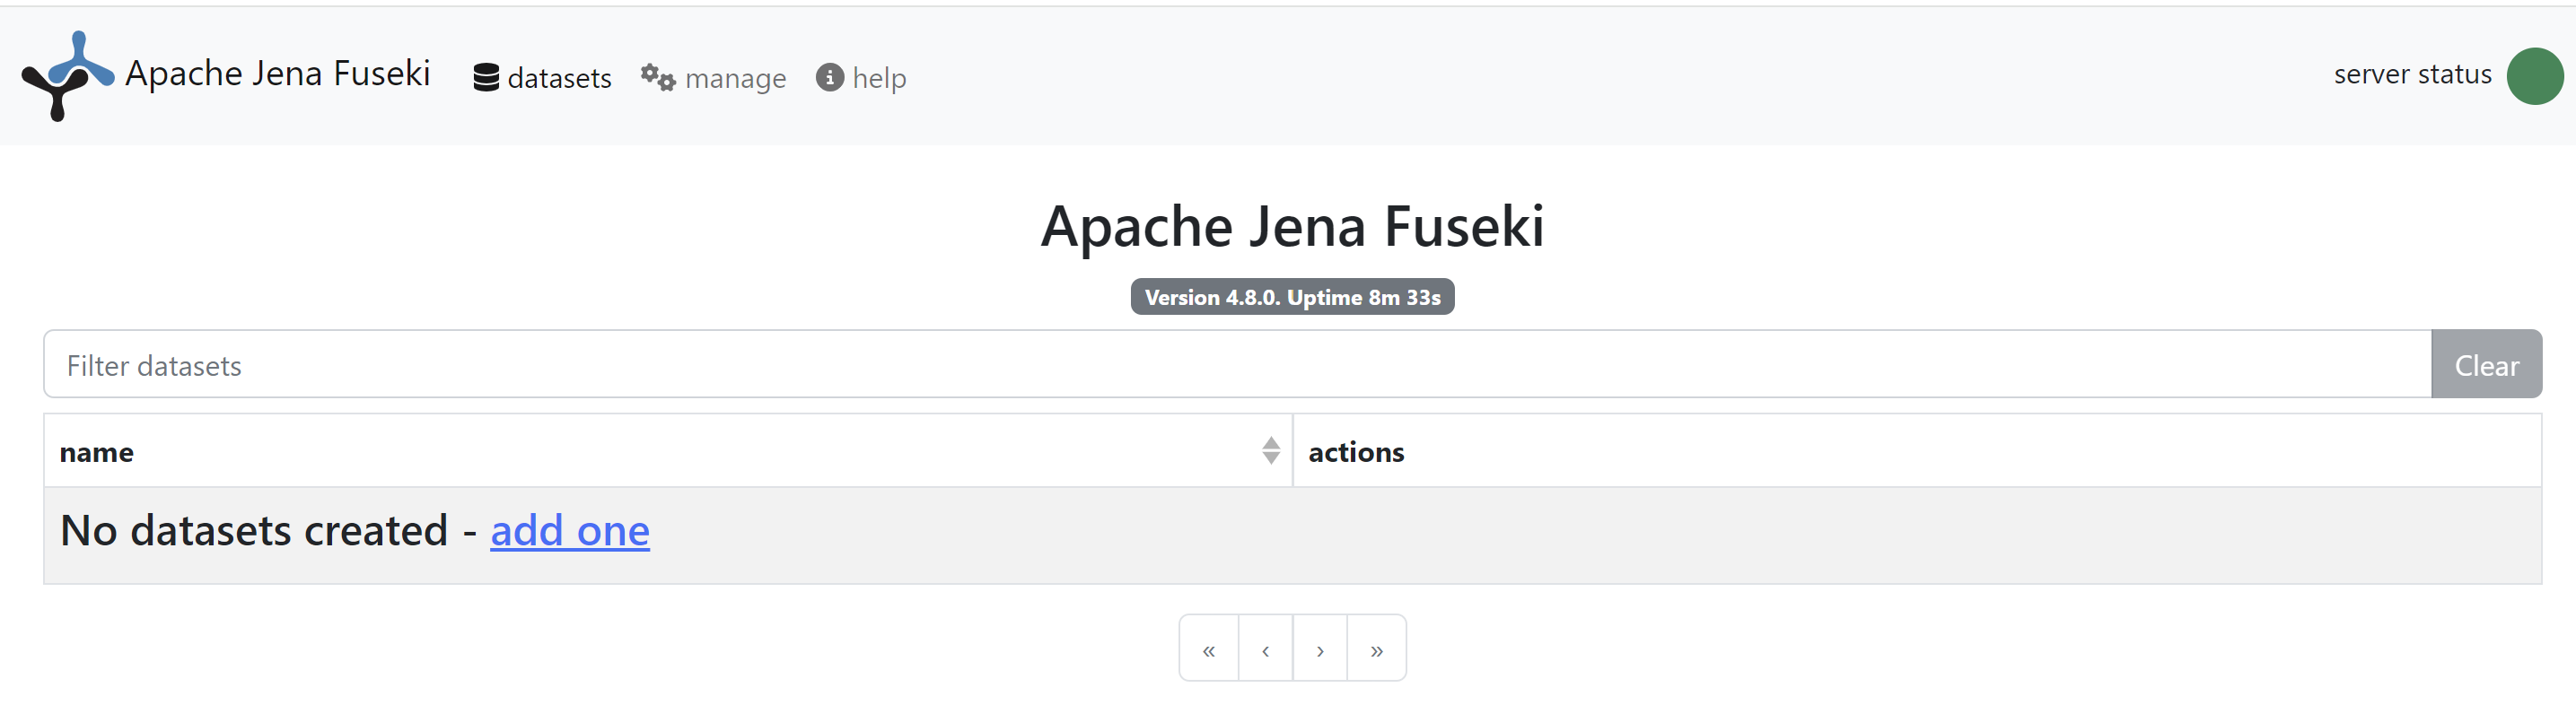 Apache Jena Fuseki datasets manage help server status
Apache Jena Fuseki
Version 4.8.0. Uptime 8m 33s
Filter datasets Clear
name actions
No datasets created - add one
« ‹ › »